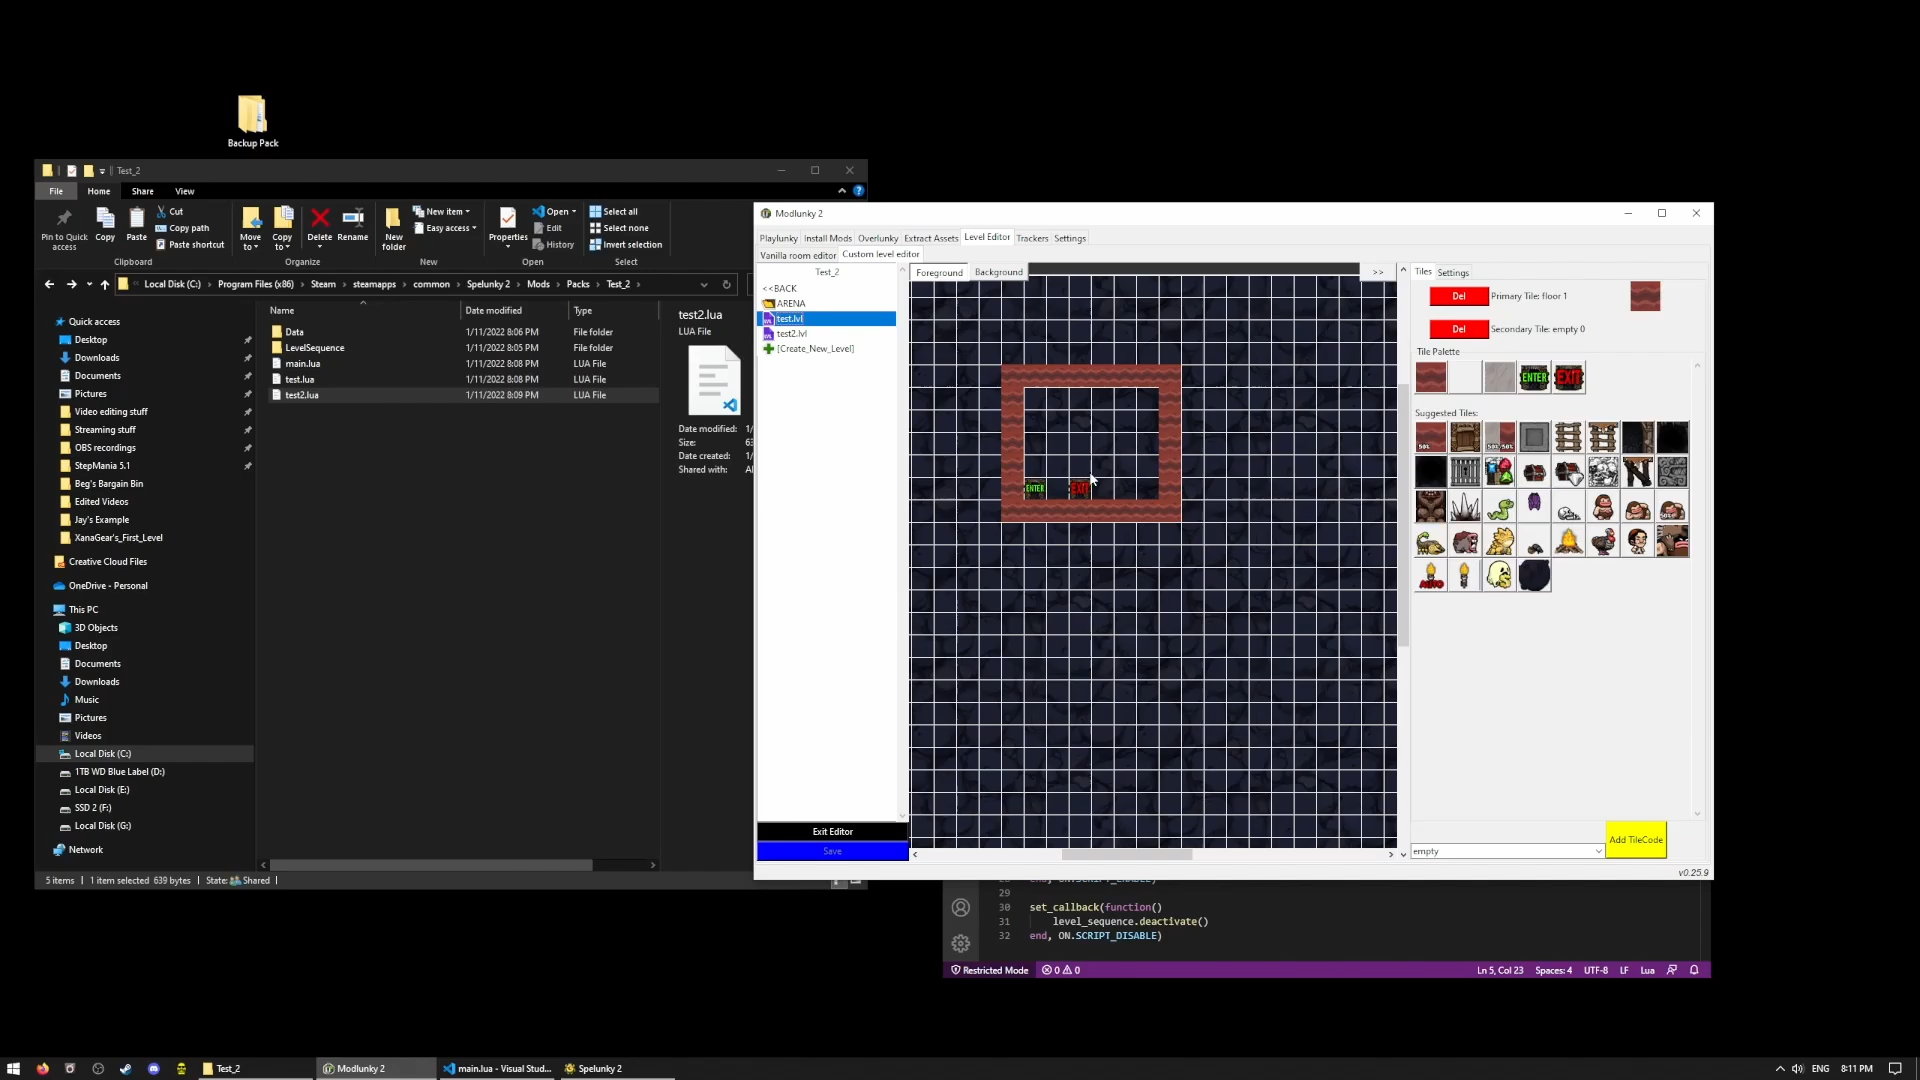 Backup Pack
Test_2
File
Home
Share
View
Pin to Quick access
Copy
Paste
Cut
Copy path
Paste shortcut
Clipboard
Move to
Copy to
Delete
Rename
Organize
New folder
New item
Easy access
New
Properties
Open
Edit
History
Open
Select all
Select none
Invert selection
Select
Local Disk (C:) > Program Files (x86) > Steam > steamapps > common > Spelunky 2 > Mods > Packs > Test_2 >
Name
Date modified
Type
Data 1/11/2022 8:06 PM File folder
LevelSequence 1/11/2022 8:05 PM File folder
main.lua 1/11/2022 8:08 PM LUA File
test.lua 1/11/2022 8:08 PM LUA File
test2.lua 1/11/2022 8:09 PM LUA File
Quick access
Desktop
Downloads
Documents
Pictures
Video editing stuff
Streaming stuff
OBS recordings
StepMania 5.1
Beg's Bargain Bin
Edited Videos
Jay's Example
XanaGear's_First_Level
Creative Cloud Files
OneDrive - Personal
This PC
3D Objects
Desktop
Documents
Downloads
Music
Pictures
Videos
Local Disk (C:)
1TB WD Blue Label (D:)
Local Disk (E:)
SSD 2 (F:)
Local Disk (G:)
Network
test2.lua
LUA File
Date modified: 1/
Size: 63
Date created: 1/
Shared with: Al
5 items
1 item selected 639 bytes
State: Shared
Modlunky 2
Playlunky
Install Mods
Overlunky
Extract Assets
Level Editor
Trackers
Settings
Vanilla room editor
Custom level editor
Test_2
<<BACK
ARENA
test.lvl
test2.lvl
[Create_New_Level]
Exit Editor
Save
Foreground
Background
>>
ENTER
EXIT
Tiles
Settings
Del
Primary Tile: floor 1
Del
Secondary Tile: empty 0
Tile Palette
ENTER
EXIT
Suggested Tiles:
50%
50%/50%
50%
AUTO
empty
Add TileCode
v0.25.9
29
30 set_callback(function()
31 level_sequence.deactivate()
32 end, ON.SCRIPT_DISABLE)
Restricted Mode
0
0
Ln 5, Col 23
Spaces: 4
UTF-8
LF
Lua
Test_2
Modlunky 2
main.lua - Visual Stud...
Spelunky 2
ENG
8:11 PM